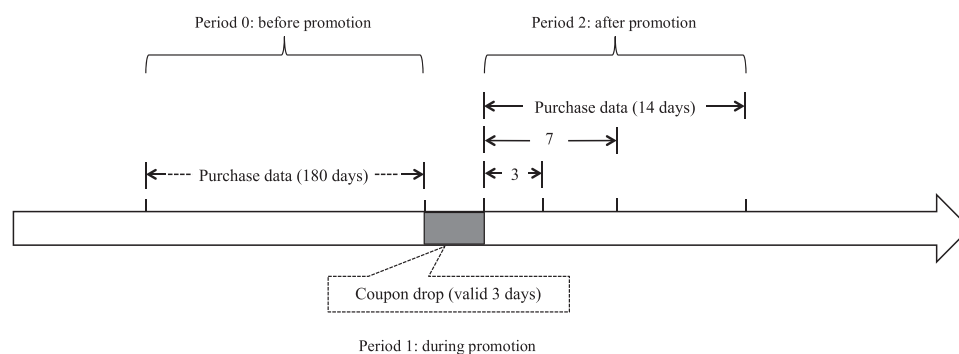 Period 0: before promotion
Period 2: after promotion
Purchase data (14 days)
7
Purchase data (180 days)
3
Coupon drop (valid 3 days)
Period 1: during promotion